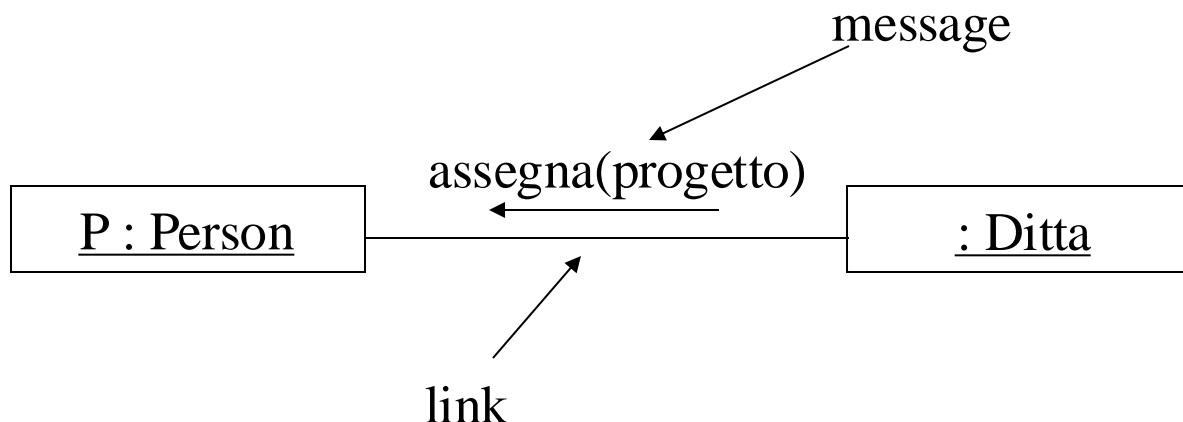 message
assegna(progetto)
P : Person
: Ditta
link